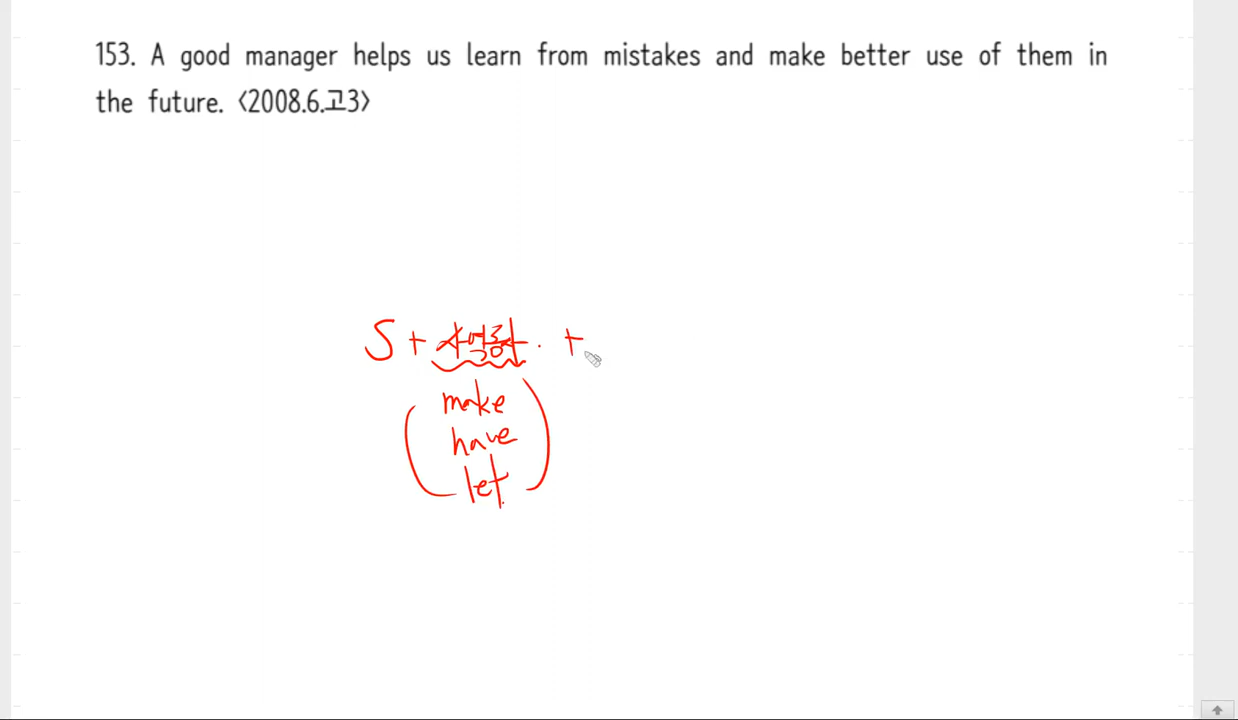 153. A good manager helps us learn from mistakes and make better use of them in
the future. <2008.6.고3>
S + 사역동사 +
make
have
let